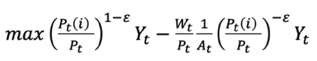 max (P_t(i)/P_t)^{1-ε} Y_t − W_t/P_t 1/A_t (P_t(i)/P_t)^{-ε} Y_t